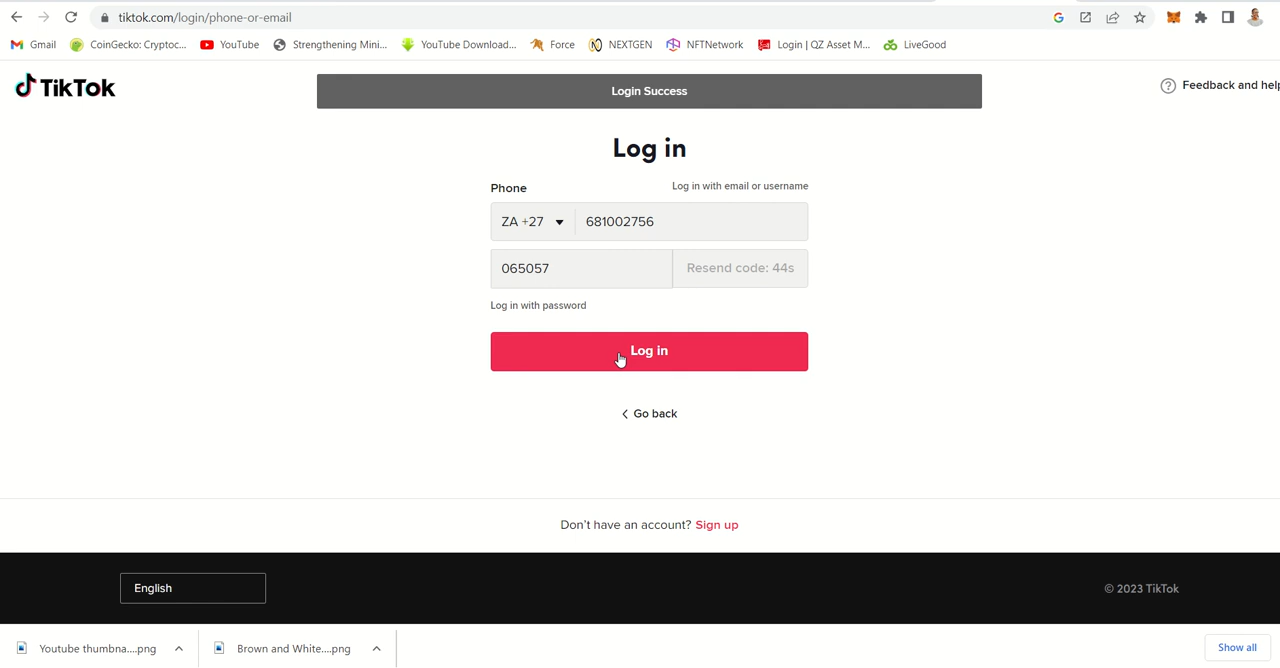 tiktok.com/login/phone-or-email
Gmail CoinGecko: Cryptoc... YouTube Strengthening Mini... YouTube Download... Force NEXTGEN NFTNetwork Login | QZ Asset M... LiveGood
TikTok
Login Success
Feedback and help
Log in
Phone Log in with email or username
ZA +27 681002756
065057 Resend code: 44s
Log in with password
Log in
Go back
Don't have an account? Sign up
English
© 2023 TikTok
Youtube thumbna....png Brown and White....png Show all